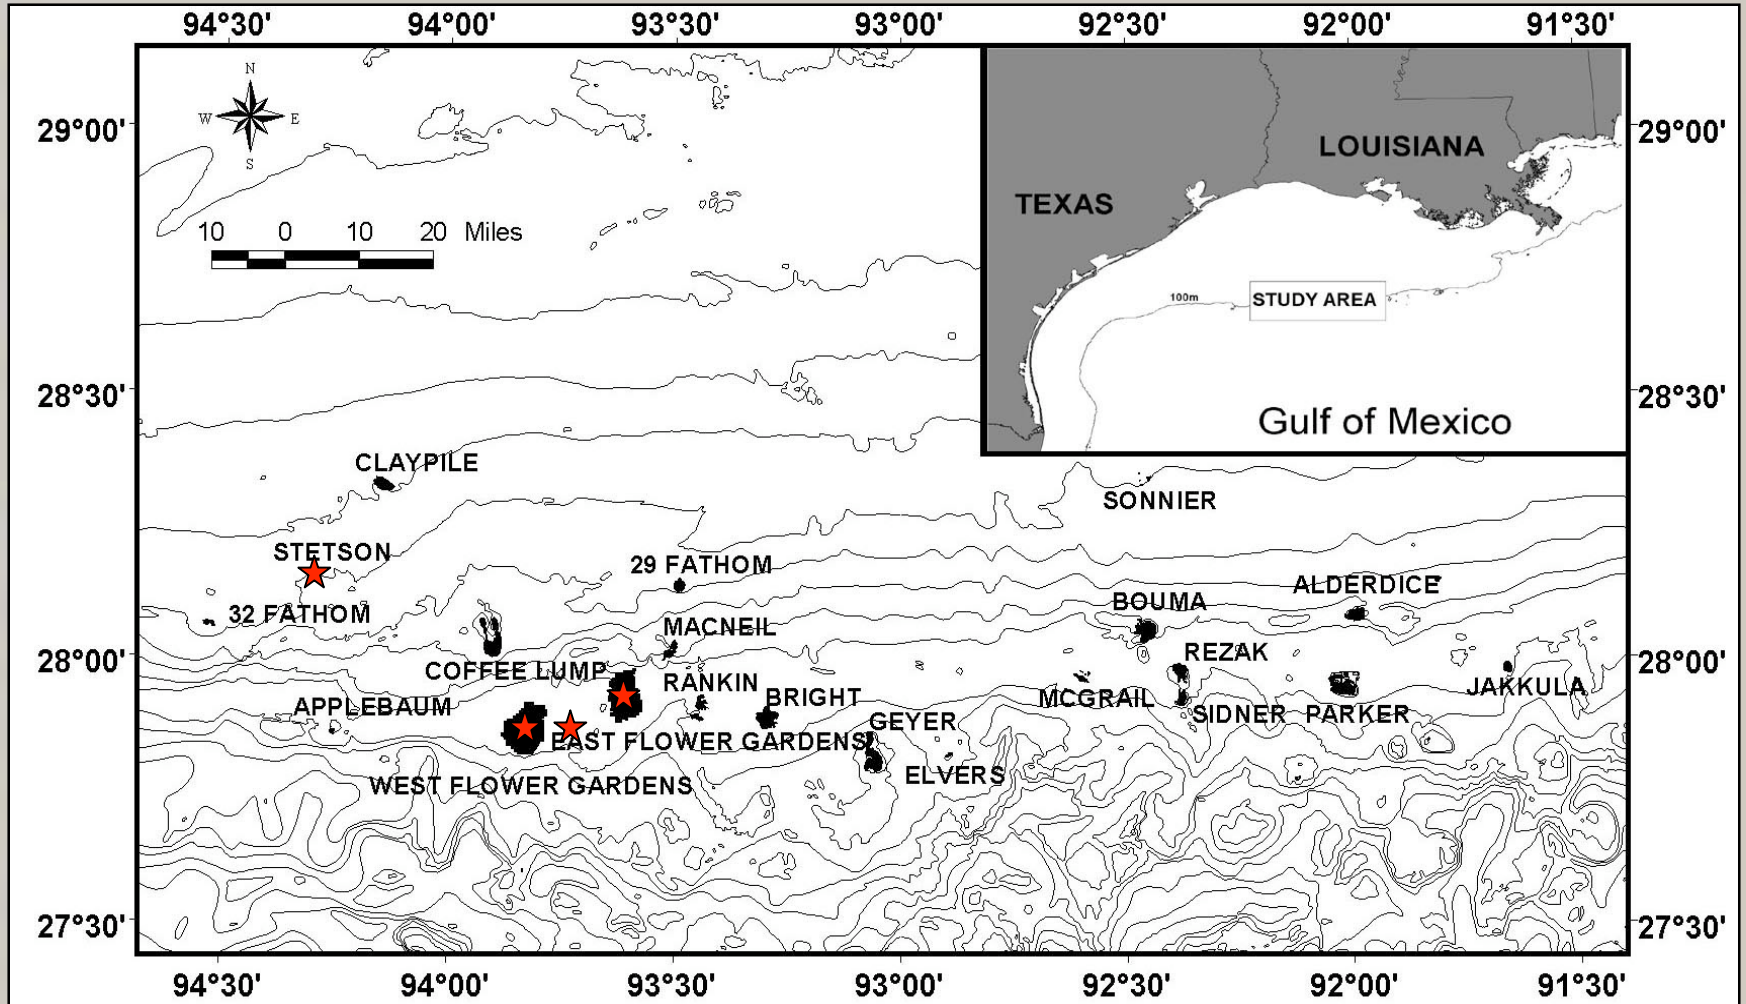 94°30' 94°00' 93°30' 93°00' 92°30' 92°00' 91°30'
N
W E
S
29°00' 29°00'
10 0 10 20 Miles
LOUISIANA
TEXAS
100m
STUDY AREA
Gulf of Mexico
28°30' 28°30'
CLAYPILE
SONNIER
STETSON
29 FATHOM
ALDERDICE
BOUMA
32 FATHOM
MACNEIL
REZAK
28°00' 28°00'
COFFEE LUMP
RANKIN
JAKKULA
BRIGHT
MCGRAIL
APPLEBAUM
SIDNER
PARKER
GEYER
EAST FLOWER GARDENS
ELVERS
WEST FLOWER GARDENS
27°30' 27°30'
94°30' 94°00' 93°30' 93°00' 92°30' 92°00' 91°30'